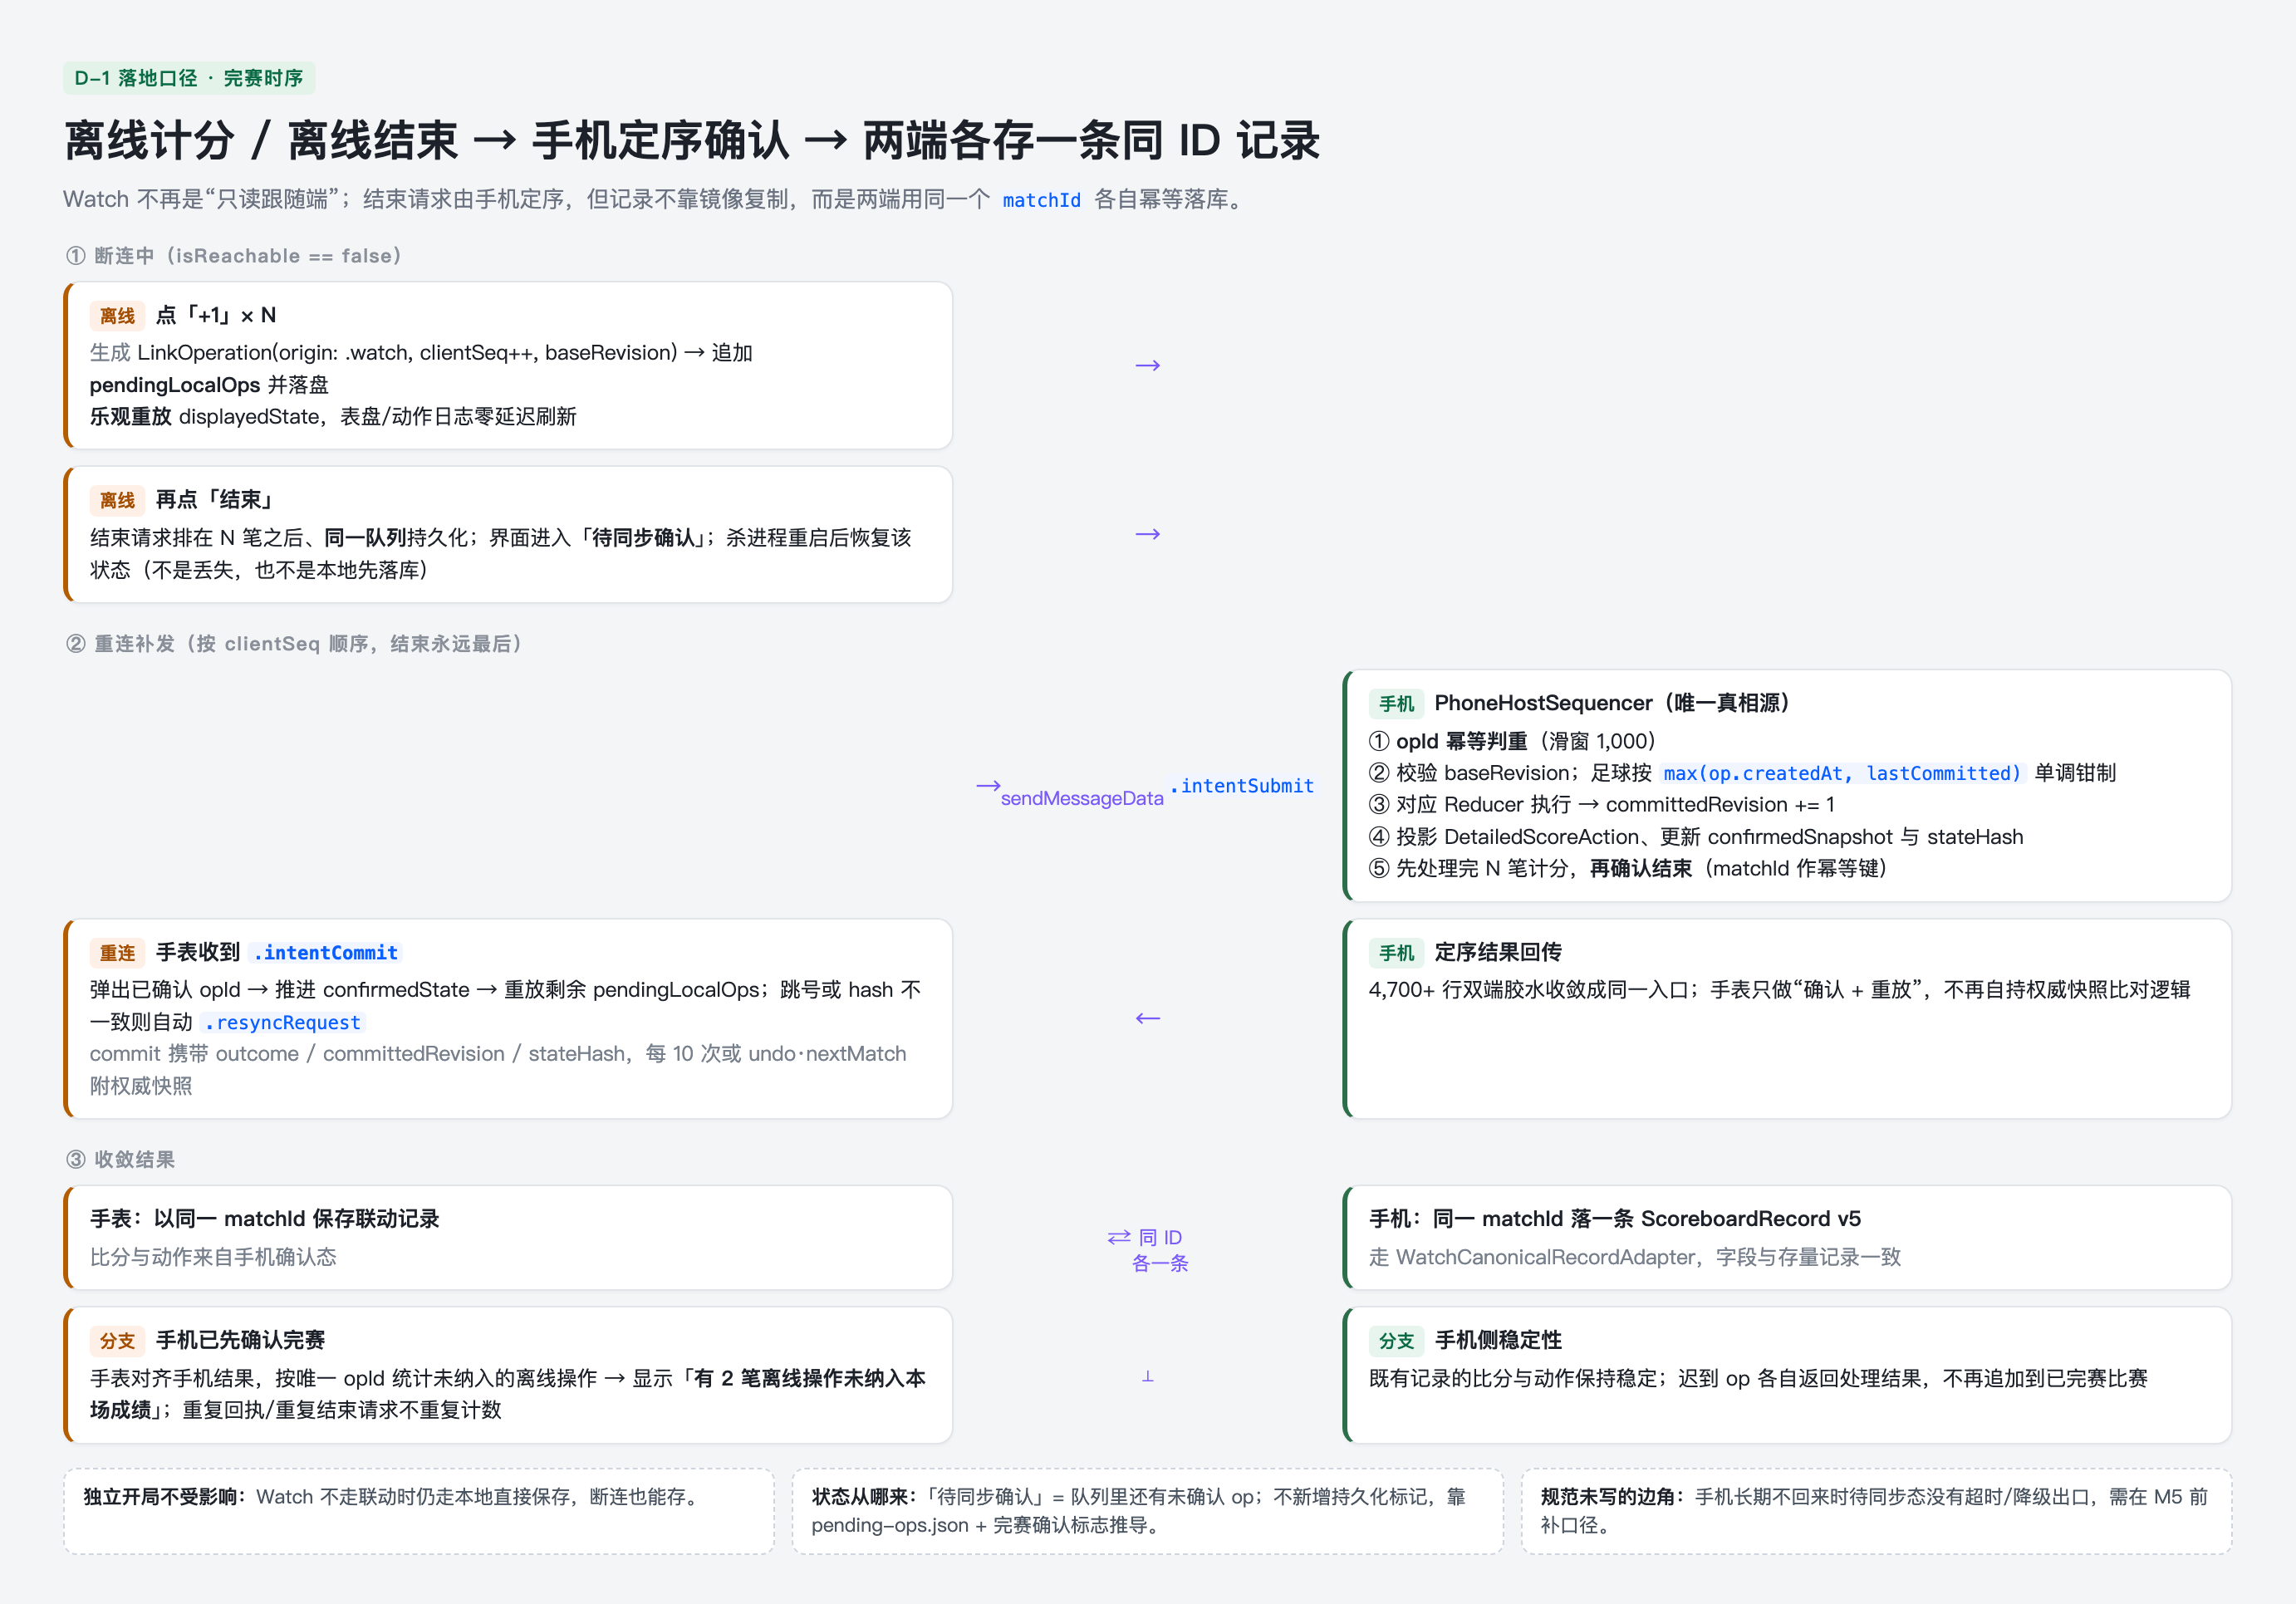 D-1 落地口径 · 完赛时序
离线计分 / 离线结束 → 手机定序确认 → 两端各存一条同 ID 记录
Watch 不再是“只读跟随端”；结束请求由手机定序，但记录不靠镜像复制，而是两端用同一个 matchId 各自幂等落库。
① 断连中（isReachable == false）
离线 点「+1」× N
生成 LinkOperation(origin: .watch, clientSeq++, baseRevision) → 追加
pendingLocalOps 并落盘
乐观重放 displayedState，表盘/动作日志零延迟刷新
→
离线 再点「结束」
结束请求排在 N 笔之后、同一队列持久化；界面进入「待同步确认」；杀进程重启后恢复该
状态（不是丢失，也不是本地先落库）
→
② 重连补发（按 clientSeq 顺序，结束永远最后）
→sendMessageData .intentSubmit
手机 PhoneHostSequencer（唯一真相源）
① opId 幂等判重（滑窗 1,000）
② 校验 baseRevision；足球按 max(op.createdAt, lastCommitted) 单调钳制
③ 对应 Reducer 执行 → committedRevision += 1
④ 投影 DetailedScoreAction、更新 confirmedSnapshot 与 stateHash
⑤ 先处理完 N 笔计分，再确认结束（matchId 作幂等键）
重连 手表收到 .intentCommit
弹出已确认 opId → 推进 confirmedState → 重放剩余 pendingLocalOps；跳号或 hash 不
一致则自动 .resyncRequest
commit 携带 outcome / committedRevision / stateHash，每 10 次或 undo·nextMatch
附权威快照
←
手机 定序结果回传
4,700+ 行双端胶水收敛成同一入口；手表只做“确认 + 重放”，不再自持权威快照比对逻辑
③ 收敛结果
手表：以同一 matchId 保存联动记录
比分与动作来自手机确认态
⇄ 同 ID
各一条
手机：同一 matchId 落一条 ScoreboardRecord v5
走 WatchCanonicalRecordAdapter，字段与存量记录一致
分支 手机已先确认完赛
手表对齐手机结果，按唯一 opId 统计未纳入的离线操作 → 显示「有 2 笔离线操作未纳入本
场成绩」；重复回执/重复结束请求不重复计数
⊥
分支 手机侧稳定性
既有记录的比分与动作保持稳定；迟到 op 各自返回处理结果，不再追加到已完赛比赛
独立开局不受影响：Watch 不走联动时仍走本地直接保存，断连也能存。
状态从哪来：「待同步确认」= 队列里还有未确认 op；不新增持久化标记，靠
pending-ops.json + 完赛确认标志推导。
规范未写的边角：手机长期不回来时待同步态没有超时/降级出口，需在 M5 前
补口径。